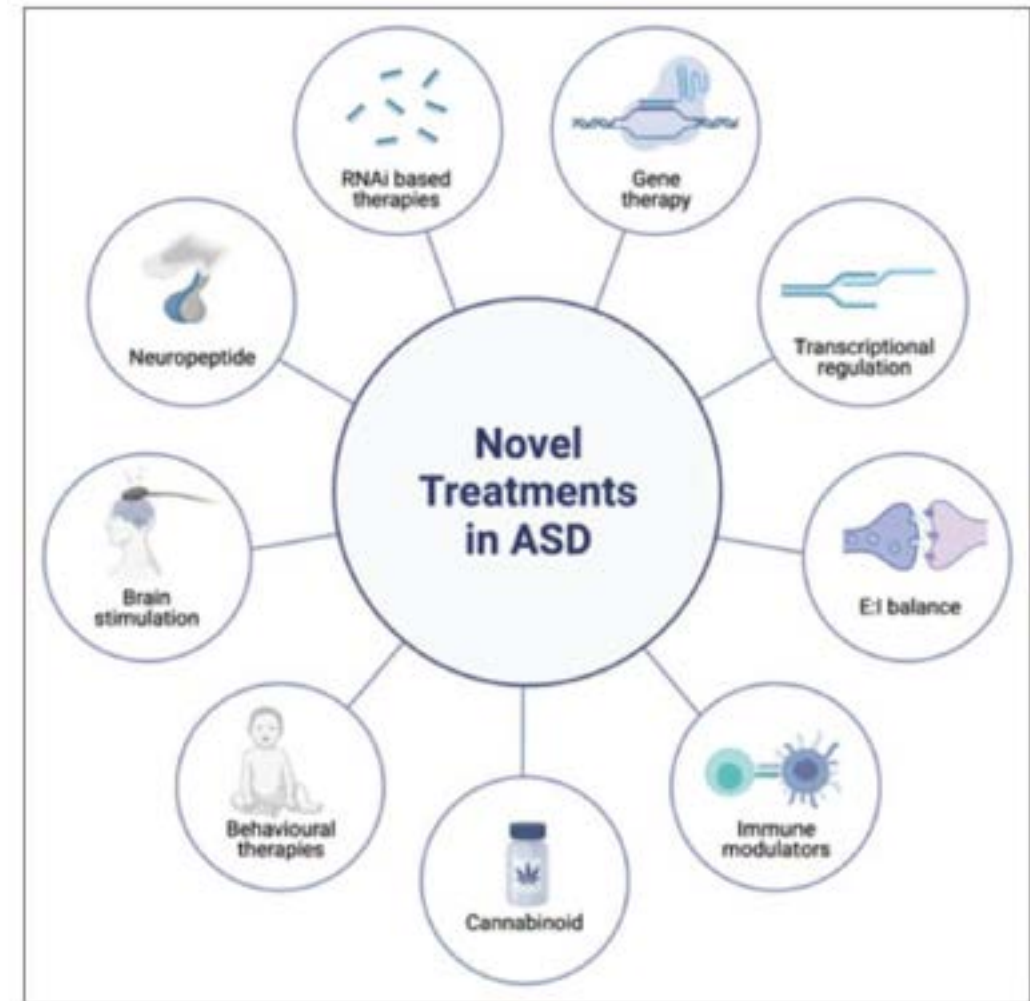 RNAi based
therapies
Gene
therapy
Neuropeptide
Transcriptional
regulation
Novel
Treatments
in ASD
Brain
stimulation
E:I balance
Behavioural
therapies
Immune
modulators
Cannabinoid